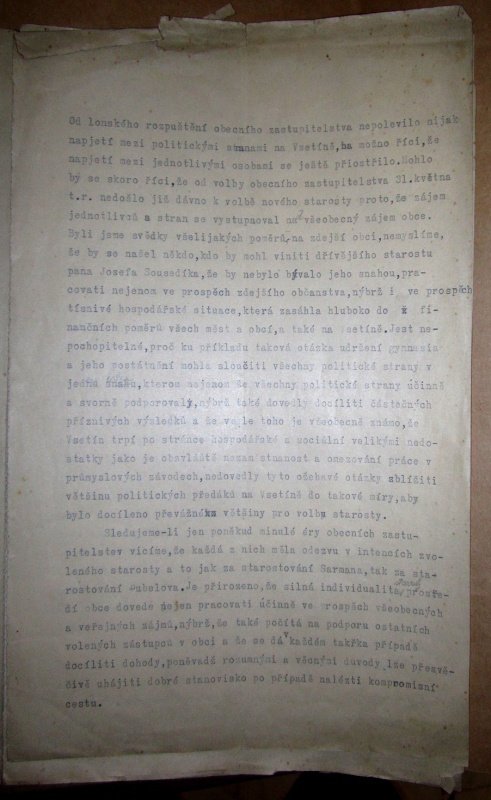 Od lonského rozpuštění obecního zastupitelstva nepolevilo nijak
napjetí mezi politickými stranami na Vsetíně, ba možno říci, že
napjetí mezi jednotlivými osobami se ještě přiostřilo. Mohlo
by se skoro říci, že od volby obecního zastupitelstva 31. května
t.r. nedošlo již dávno k volbě nového starosty proto, že zájem
jednotlivců a stran se vystupňoval na všeobecný zájem obce.
Byli jsme svědky všelijakých poměrů, na zdejší obci, nemyslíme,
že by se našel někdo, kdo by mohl viniti dřívějšího starostu
pana Josefa Sousedíka, že by nebylo bývalo jeho snahou, pra-
covati nejenom ve prospěch zdejšího občanstva, nýbrž i ve prospěch
tísnivé hospodářské situace, která zasáhla hluboko do fi-
nančních poměrů všech měst a obcí, a také na Vsetíně. Jest ne-
pochopitelné, proč ku příkladu taková otázka udržení gymnasia
a jeho postátnění mohla sloučiti všechny politické strany v
jednu snahu, kterou nejenom že všechny politické strany účinně
a svorně podporovaly, nýbrž také dovedly docíliti částečných
příznivých výsledků a že vedle toho je všeobecně známo, že
Vsetín trpí po stránce hospodářské a sociální velikými nedo-
statky jako je obzvláště nezaměstnanost a omezování práce v
průmyslových závodech, nedovedly tyto ožehavé otázky sblížiti
většinu politických předáků na Vsetíně do takové míry, aby
bylo docíleno převážné většiny pro volbu starosty.
Sledujeme-li jen poněkud minulé éry obecních zastu-
pitelstev vidíme, že každá z nich měla odezvu v intencích zvo-
leného starosty a to jak za starostování Sarmana, tak za sta-
rostování. Je přirozeno, že silná individualita, prostře-
dí obce dovede nejen pracovati účinně ve prospěch všeobecných
a veřejných zájmů, nýbrž, že také počítá na podporu ostatních
volených zástupců v obci a že se dá v každém takřka případě
docíliti dohody, poněvadž rozumnými a věcnými důvody lze přesvě-
čivě obhájiti dobré stanovisko po případě nalézti kompromisní
cestu.